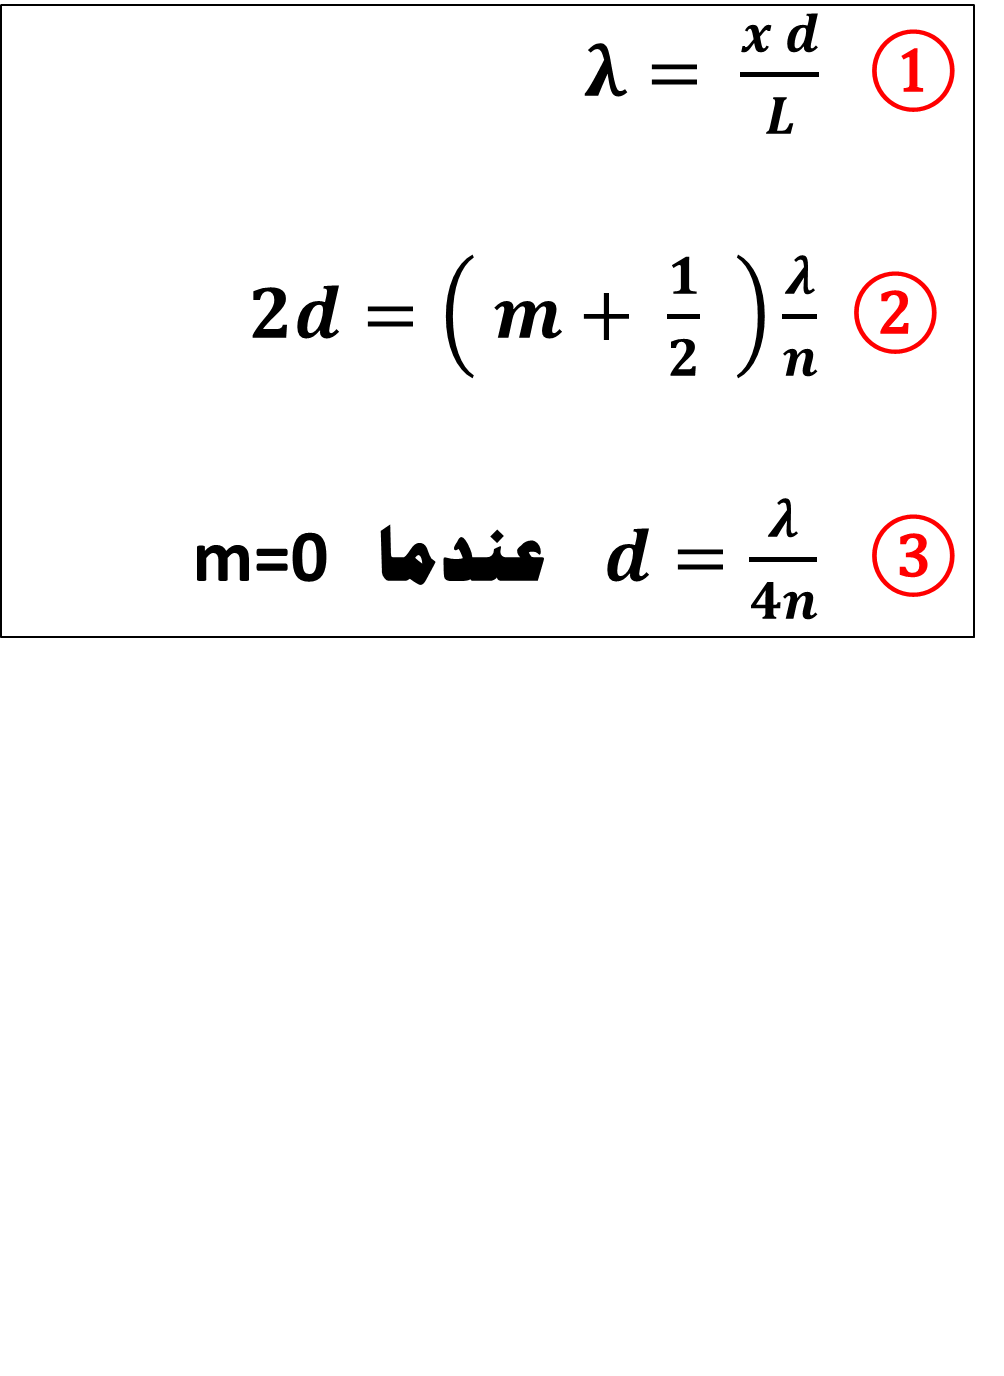 ① λ = x d / L
② 2d = ( m + 1/2 ) λ/n
③ d = λ/4n عندما m=0